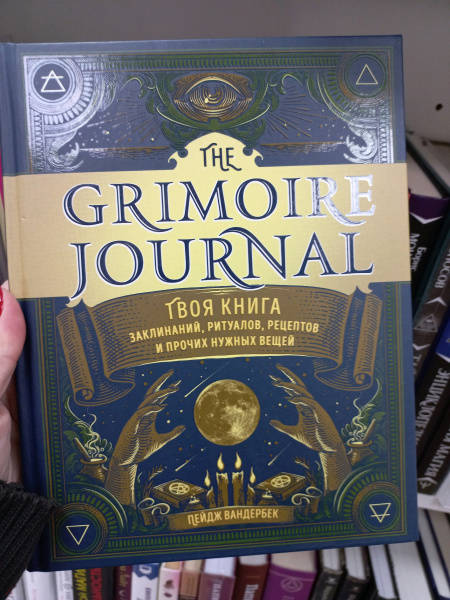 THE
GRIMOIRE
JOURNAL
ТВОЯ КНИГА
ЗАКЛИНАНИЙ, РИТУАЛОВ, РЕЦЕПТОВ
И ПРОЧИХ НУЖНЫХ ВЕЩЕЙ
ПЕЙДЖ ВАНДЕРБЕК